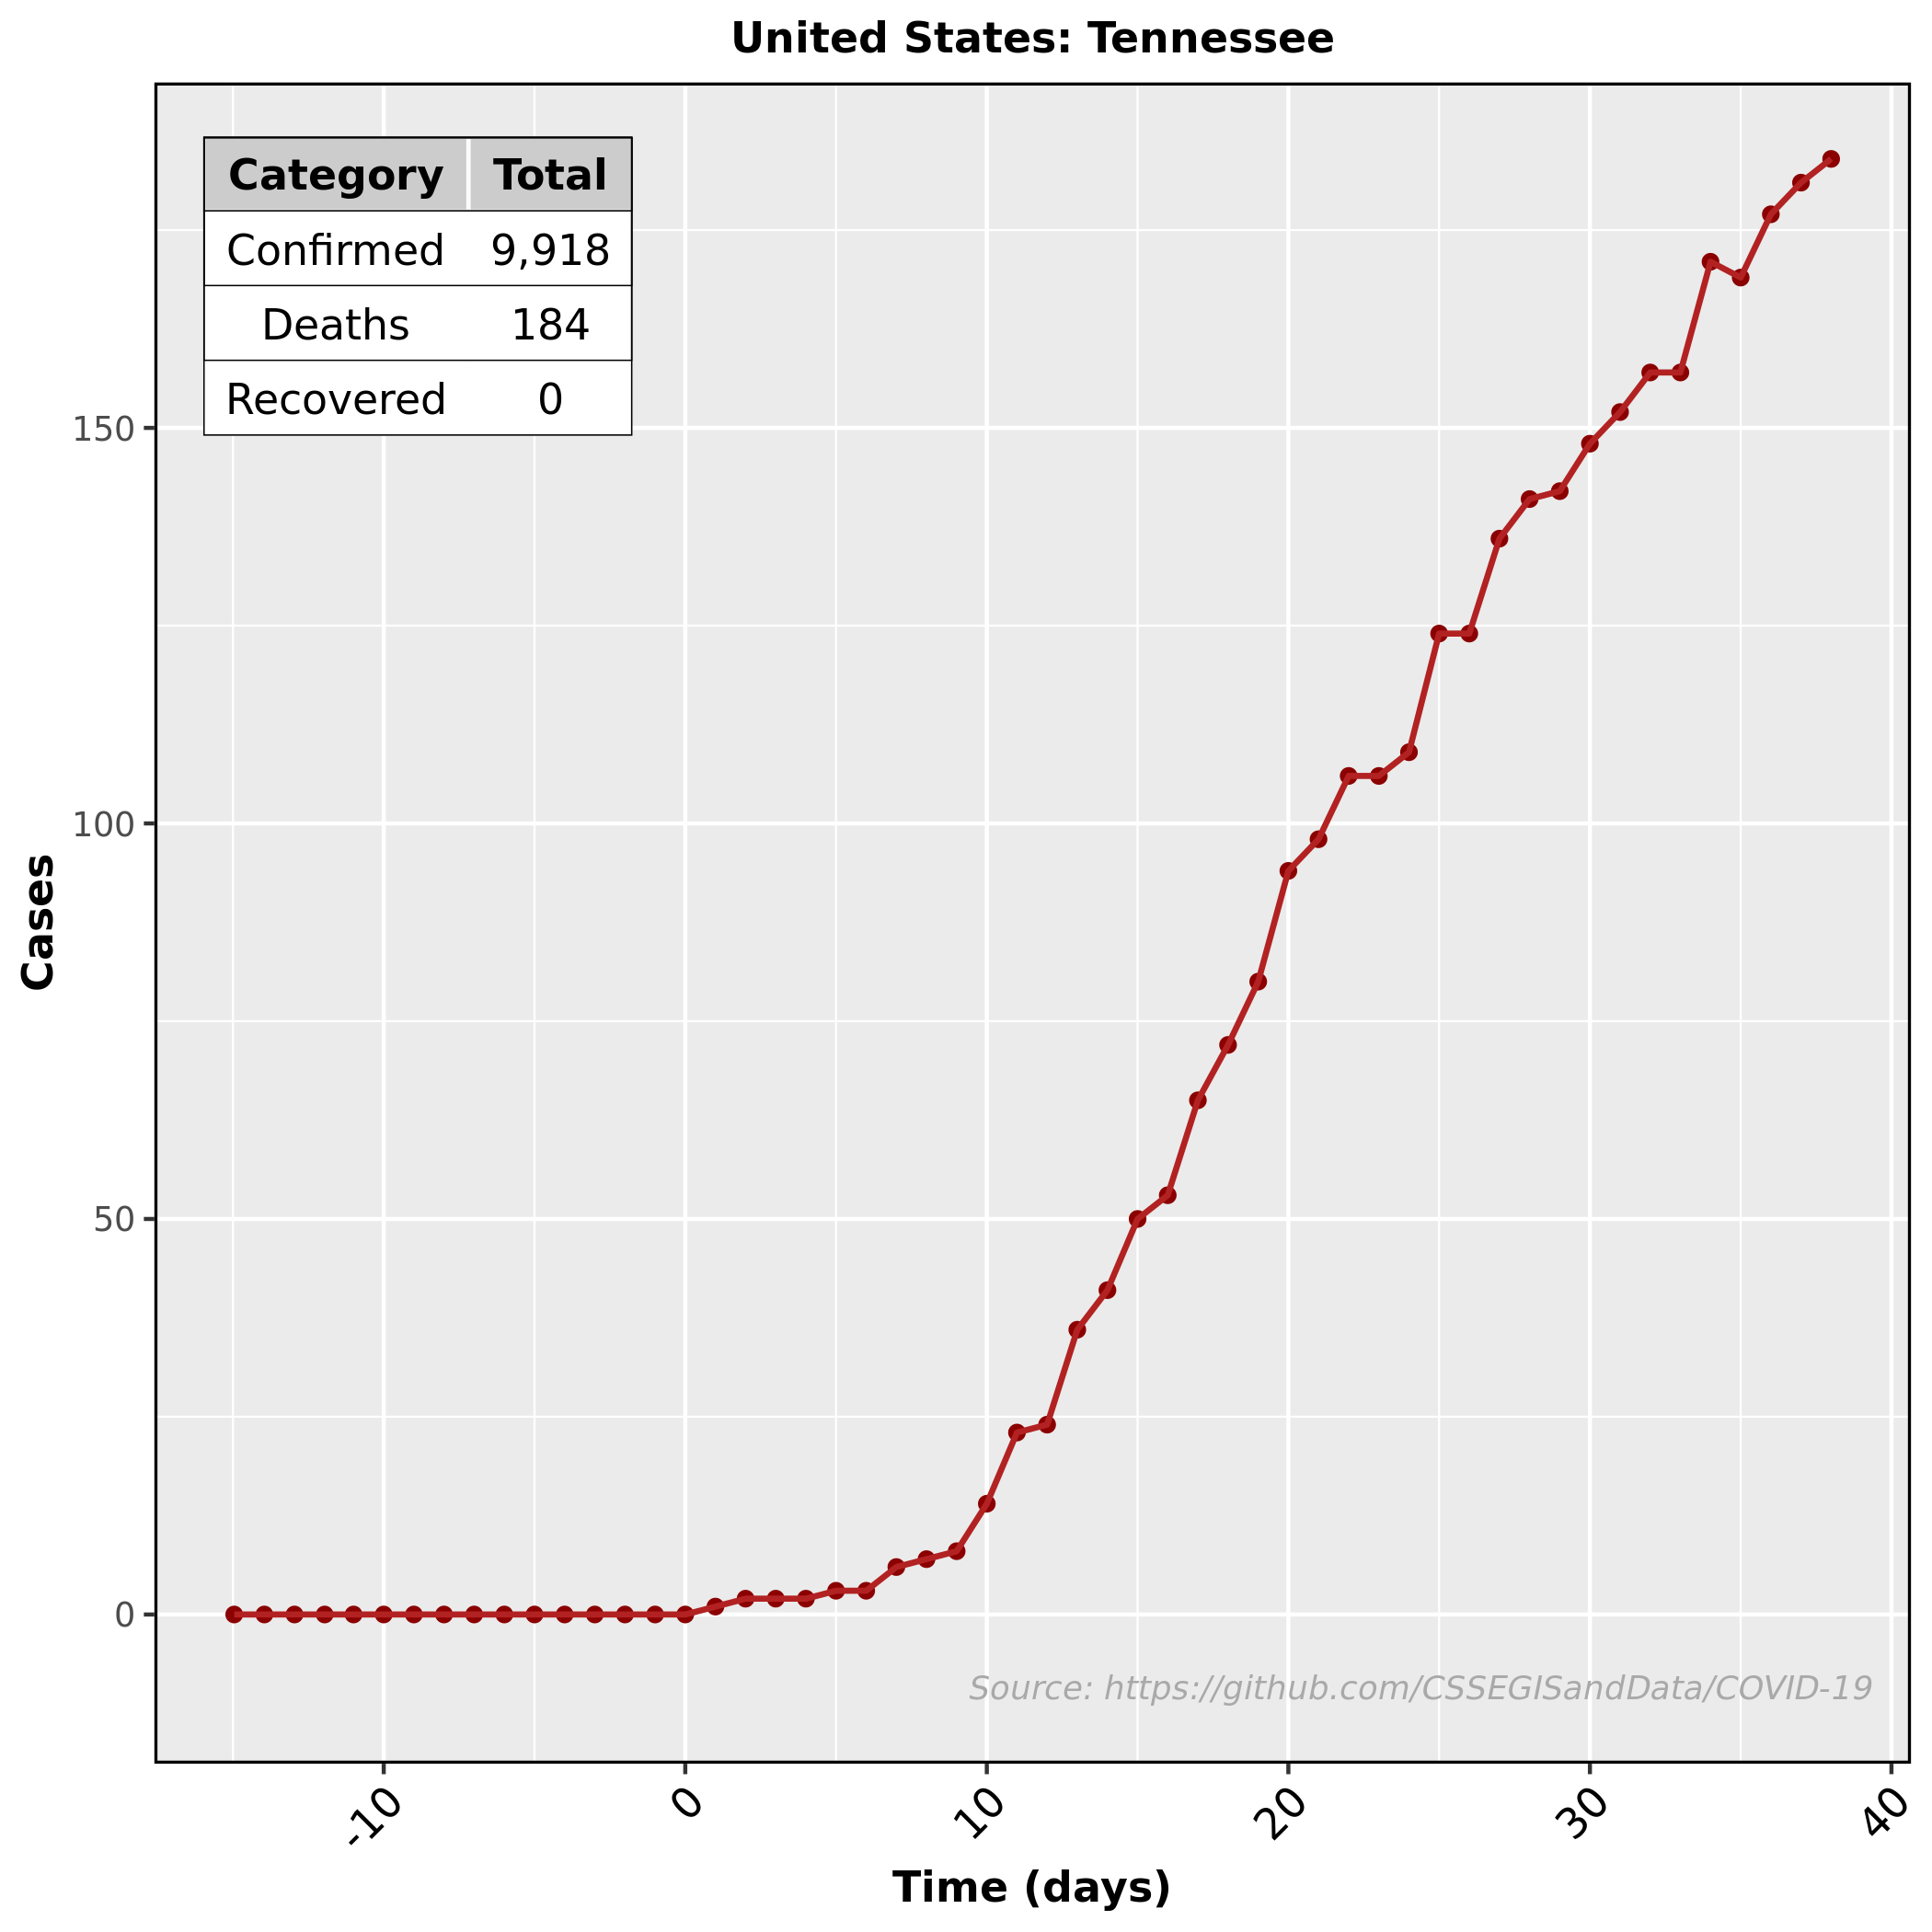 United States: Tennessee
Category Total
Confirmed 9,918
Deaths 184
Recovered 0
150
100
50
0
Cases
Source: https://github.com/CSSEGISandData/COVID-19
-10 0 10 20 30 40
Time (days)